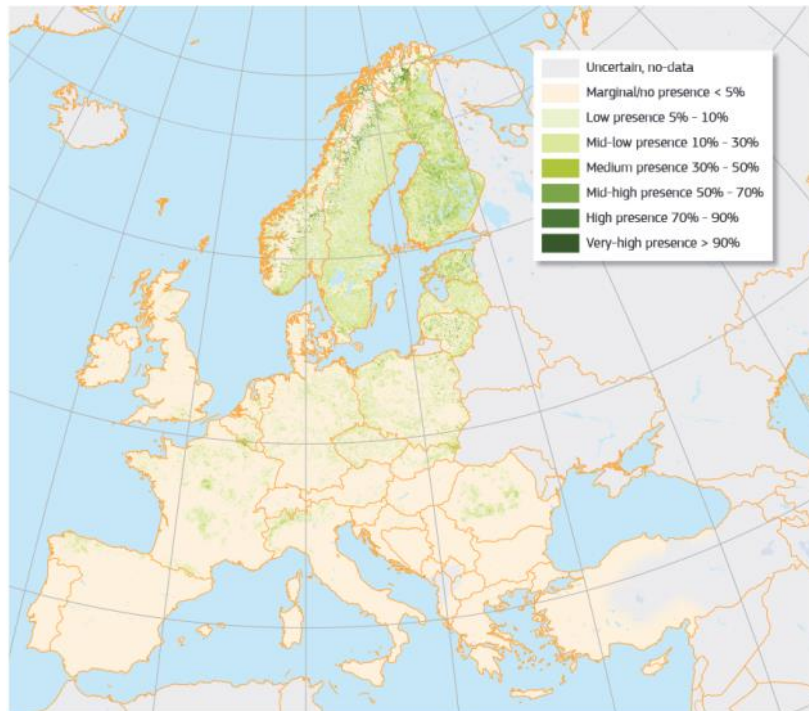 Uncertain, no-data
Marginal/no presence < 5%
Low presence 5% - 10%
Mid-low presence 10% - 30%
Medium presence 30% - 50%
Mid-high presence 50% - 70%
High presence 70% - 90%
Very-high presence > 90%